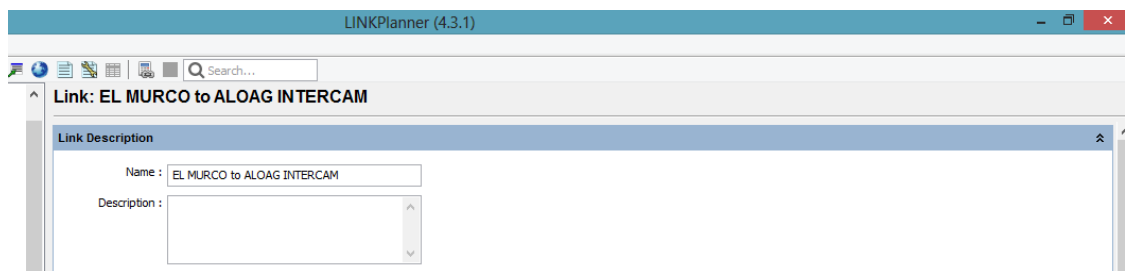 LINKPlanner (4.3.1)
Search...
Link: EL MURCO to ALOAG INTERCAM
Link Description
Name : EL MURCO to ALOAG INTERCAM
Description :